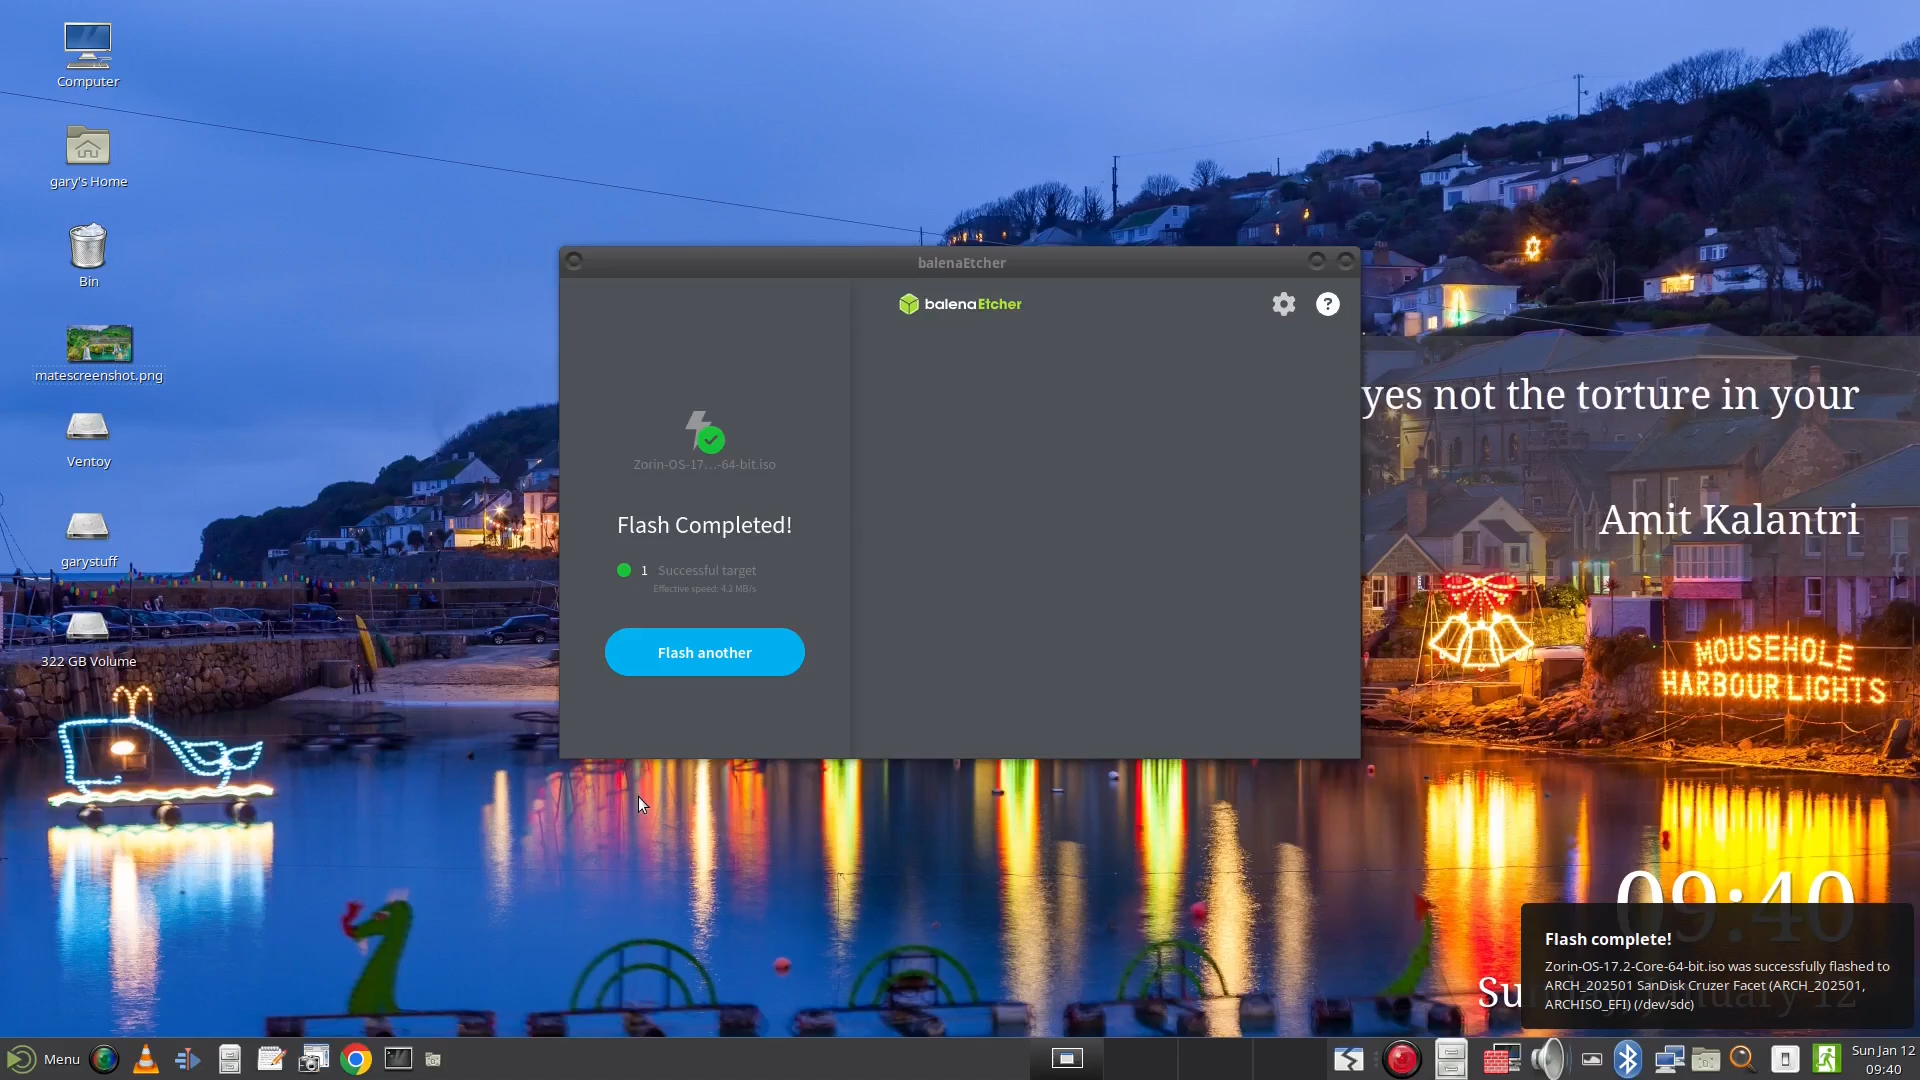 Computer
gary's Home
Bin
matescreenshot.png
Ventoy
garystuff
322 GB Volume
balenaEtcher
balenaEtcher
?
Zorin-OS-17...-64-bit.iso
Flash Completed!
1 Successful target
Effective speed: 4.2 MB/s
Flash another
yes not the torture in your
Amit Kalantri
MOUSEHOLE
HARBOUR LIGHTS
09:40
Flash complete!
Zorin-OS-17.2-Core-64-bit.iso was successfully flashed to
ARCH_202501 SanDisk Cruzer Facet (ARCH_202501,
ARCHISO_EFI) (/dev/sdc)
Menu
Sun Jan 12
09:40